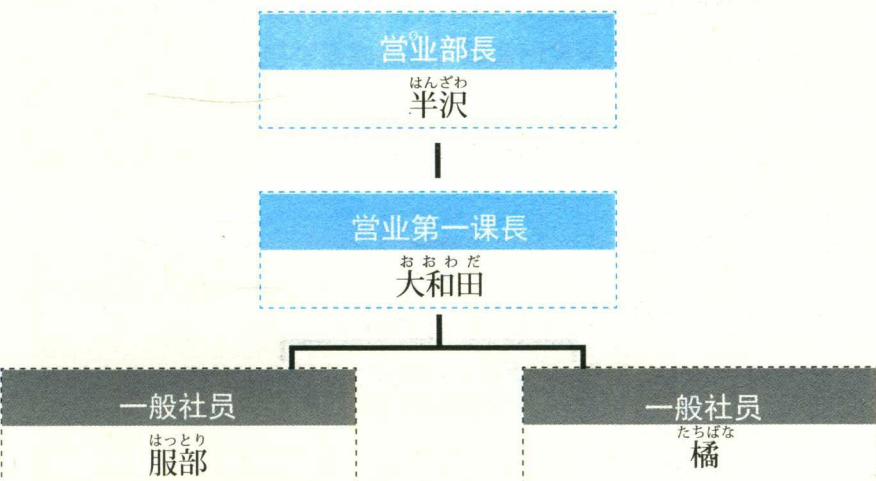 営业部長
はんざわ
半沢
営业第一课長
おおわだ
大和田
一般社员
はっとり
服部
一般社员
たちばな
橘